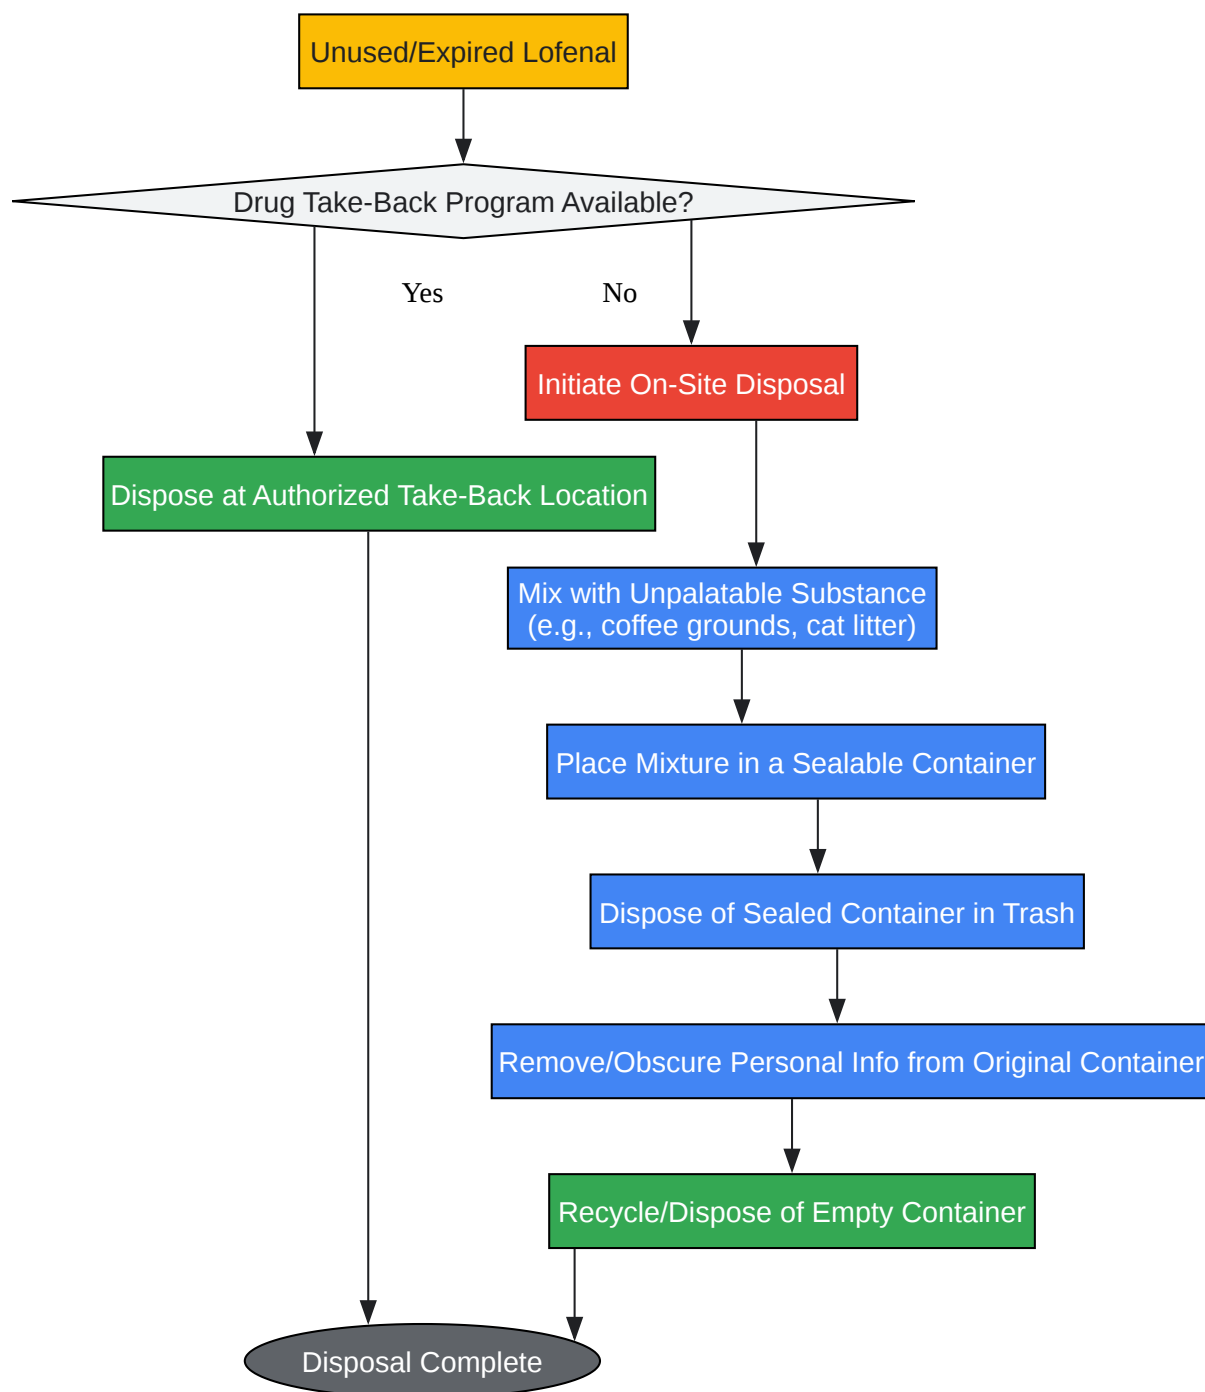 Unused/Expired Lofenal
Drug Take-Back Program Available?
Yes
No
Initiate On-Site Disposal
Dispose at Authorized Take-Back Location
Mix with Unpalatable Substance
(e.g., coffee grounds, cat litter)
Place Mixture in a Sealable Container
Dispose of Sealed Container in Trash
Remove/Obscure Personal Info from Original Container
Recycle/Dispose of Empty Container
Disposal Complete